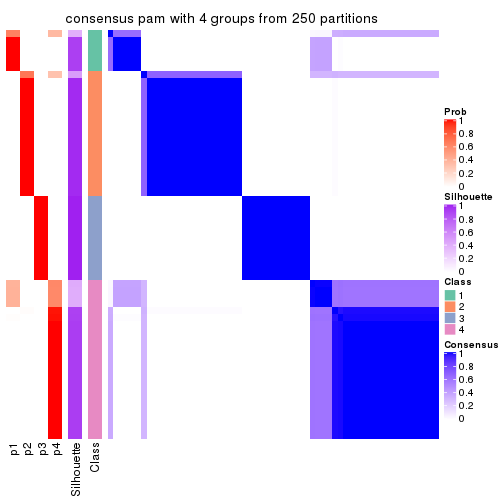 consensus pam with 4 groups from 250 partitions
Prob
1
0.8
0.6
0.4
0.2
0
Silhouette
1
0.8
0.6
0.4
0.2
0
Class
1
2
3
4
Consensus
1
0.8
0.6
0.4
0.2
0
p1
p2
p3
p4
Silhouette
Class